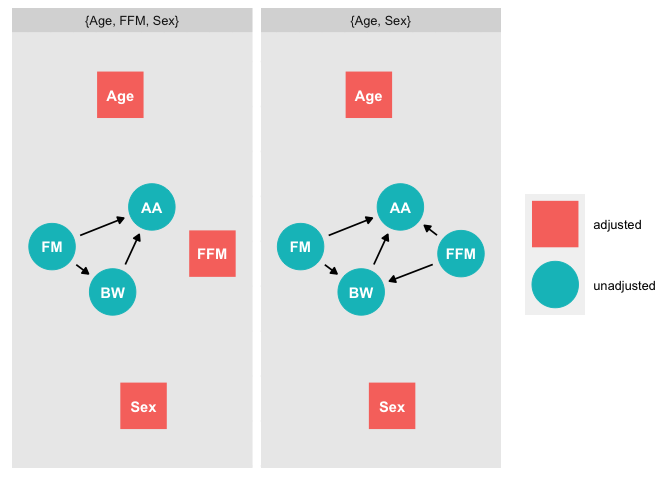 {Age, FFM, Sex}
Age
AA
FM
FFM
BW
Sex
{Age, Sex}
Age
AA
FM
FFM
BW
Sex
adjusted
unadjusted